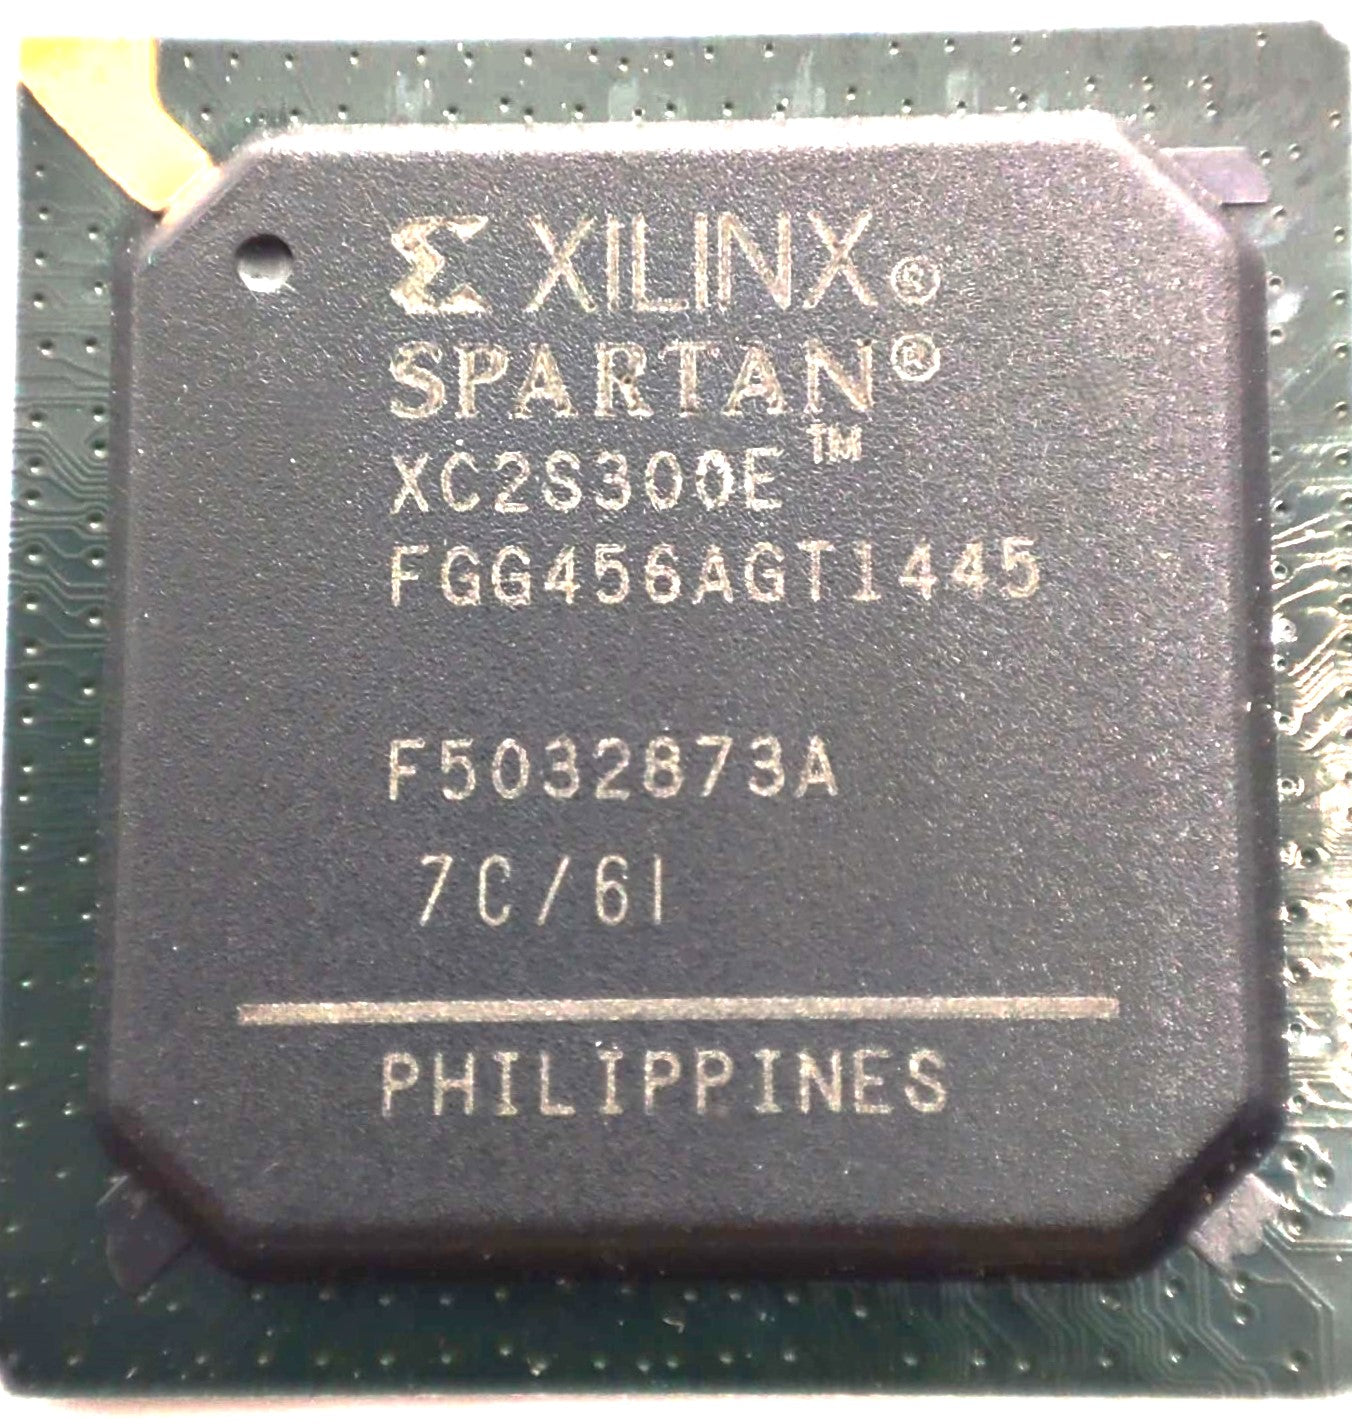 XILINX®
SPARTAN®
XC2S300E™
FGG456AGT1445
F5032873A
7C/6I
PHILIPPINES